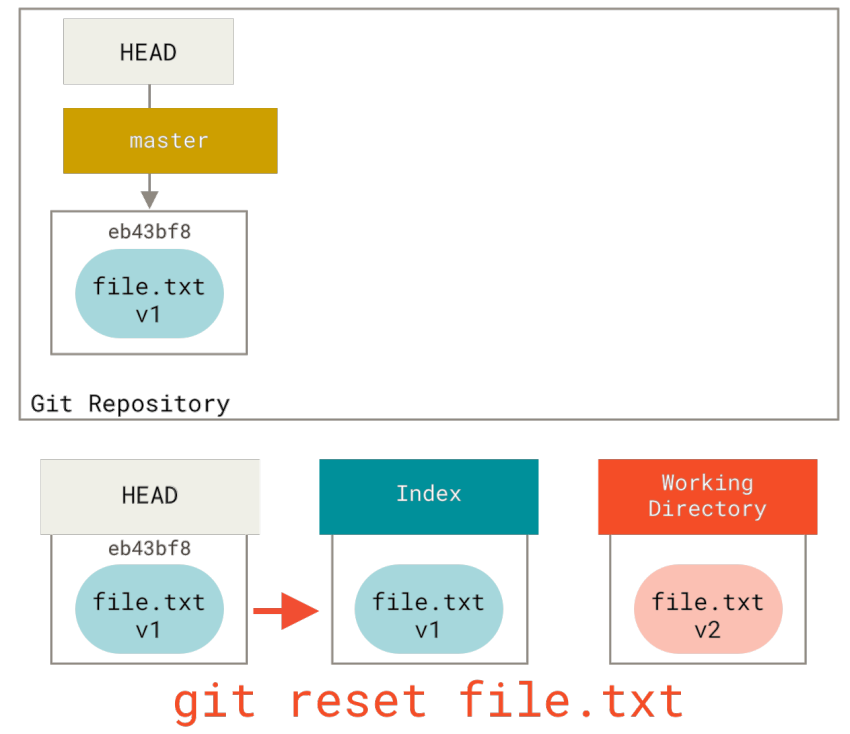 HEAD
master
eb43bf8
file.txt
v1
Git Repository
HEAD
Index
Working
Directory
eb43bf8
file.txt
v1
file.txt
v1
file.txt
v2
git reset file.txt